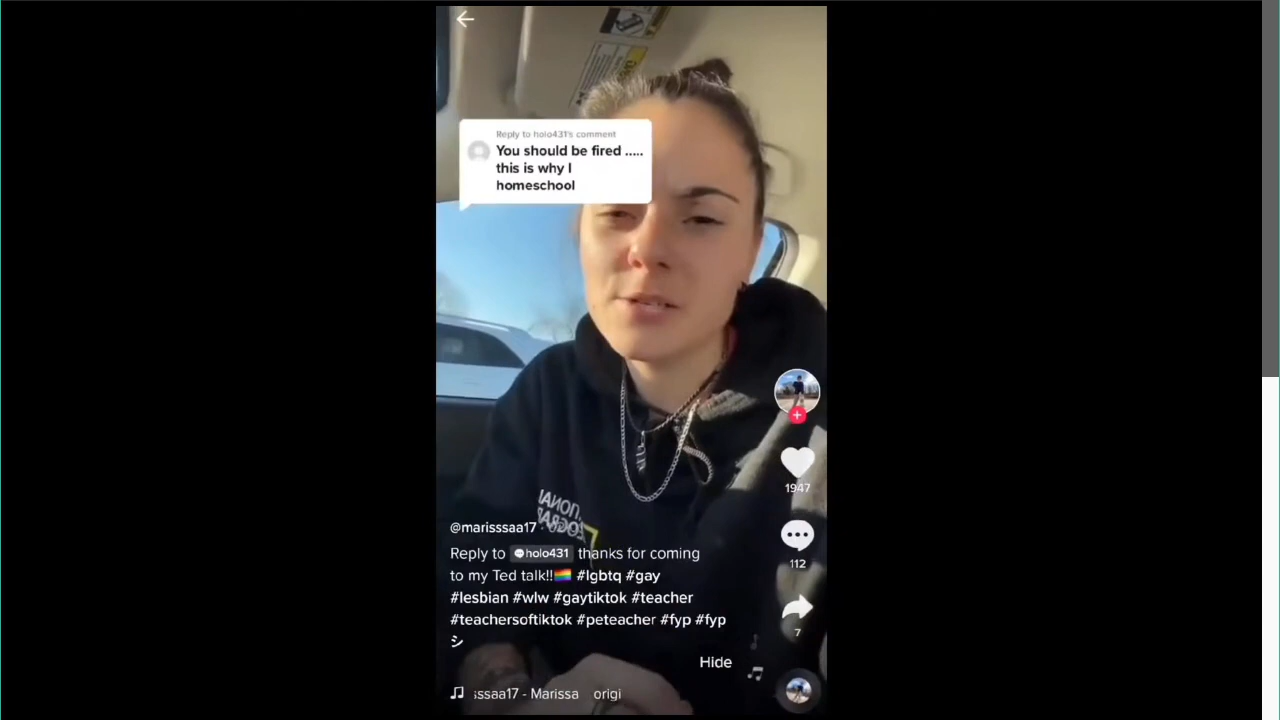 Reply to holo431's comment
You should be fired .....
this is why I
homeschool
1947
112
7
NATIONAL
@marisssaa17
Reply to holo431 thanks for coming
to my Ted talk!!🏳️‍🌈 #lgbtq #gay
#lesbian #wlw #gaytiktok #teacher
#teachersoftiktok #peteacher #fyp #fyp
シ
Hide
ssaa17 - Marissa origi